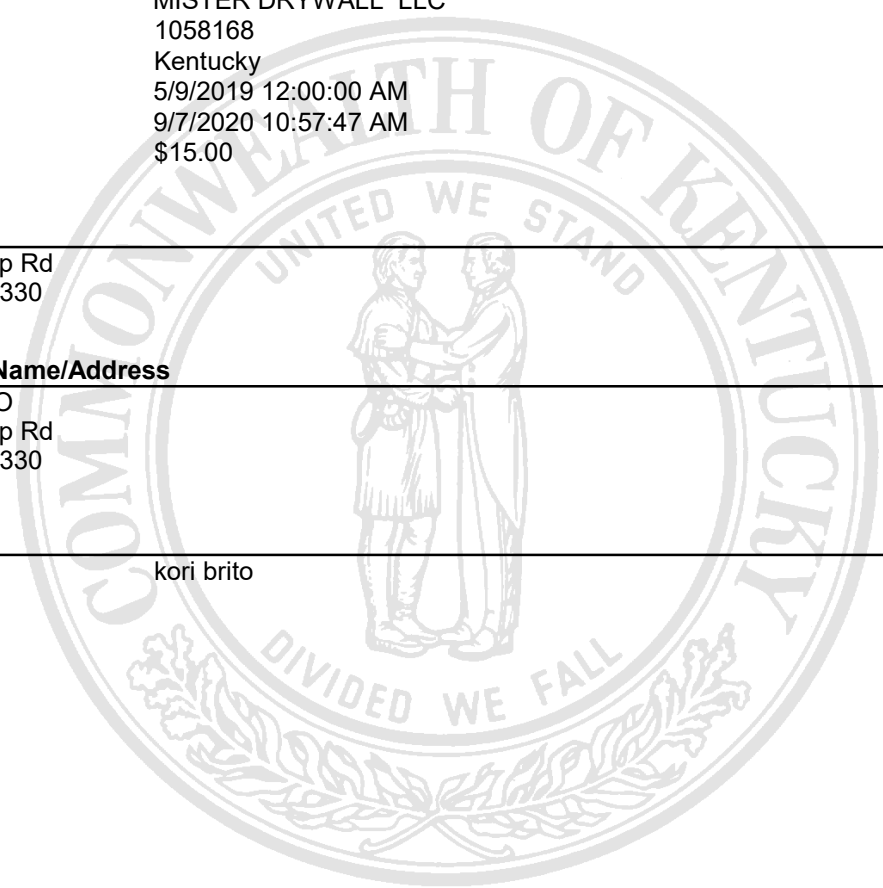 MISTER DRYWALL LLC
1058168
Kentucky
5/9/2019 12:00:00 AM
9/7/2020 10:57:47 AM
$15.00
p Rd
330
Name/Address
O
p Rd
330
kori brito
COMMONWEALTH OF KENTUCKY
UNITED WE STAND
DIVIDED WE FALL